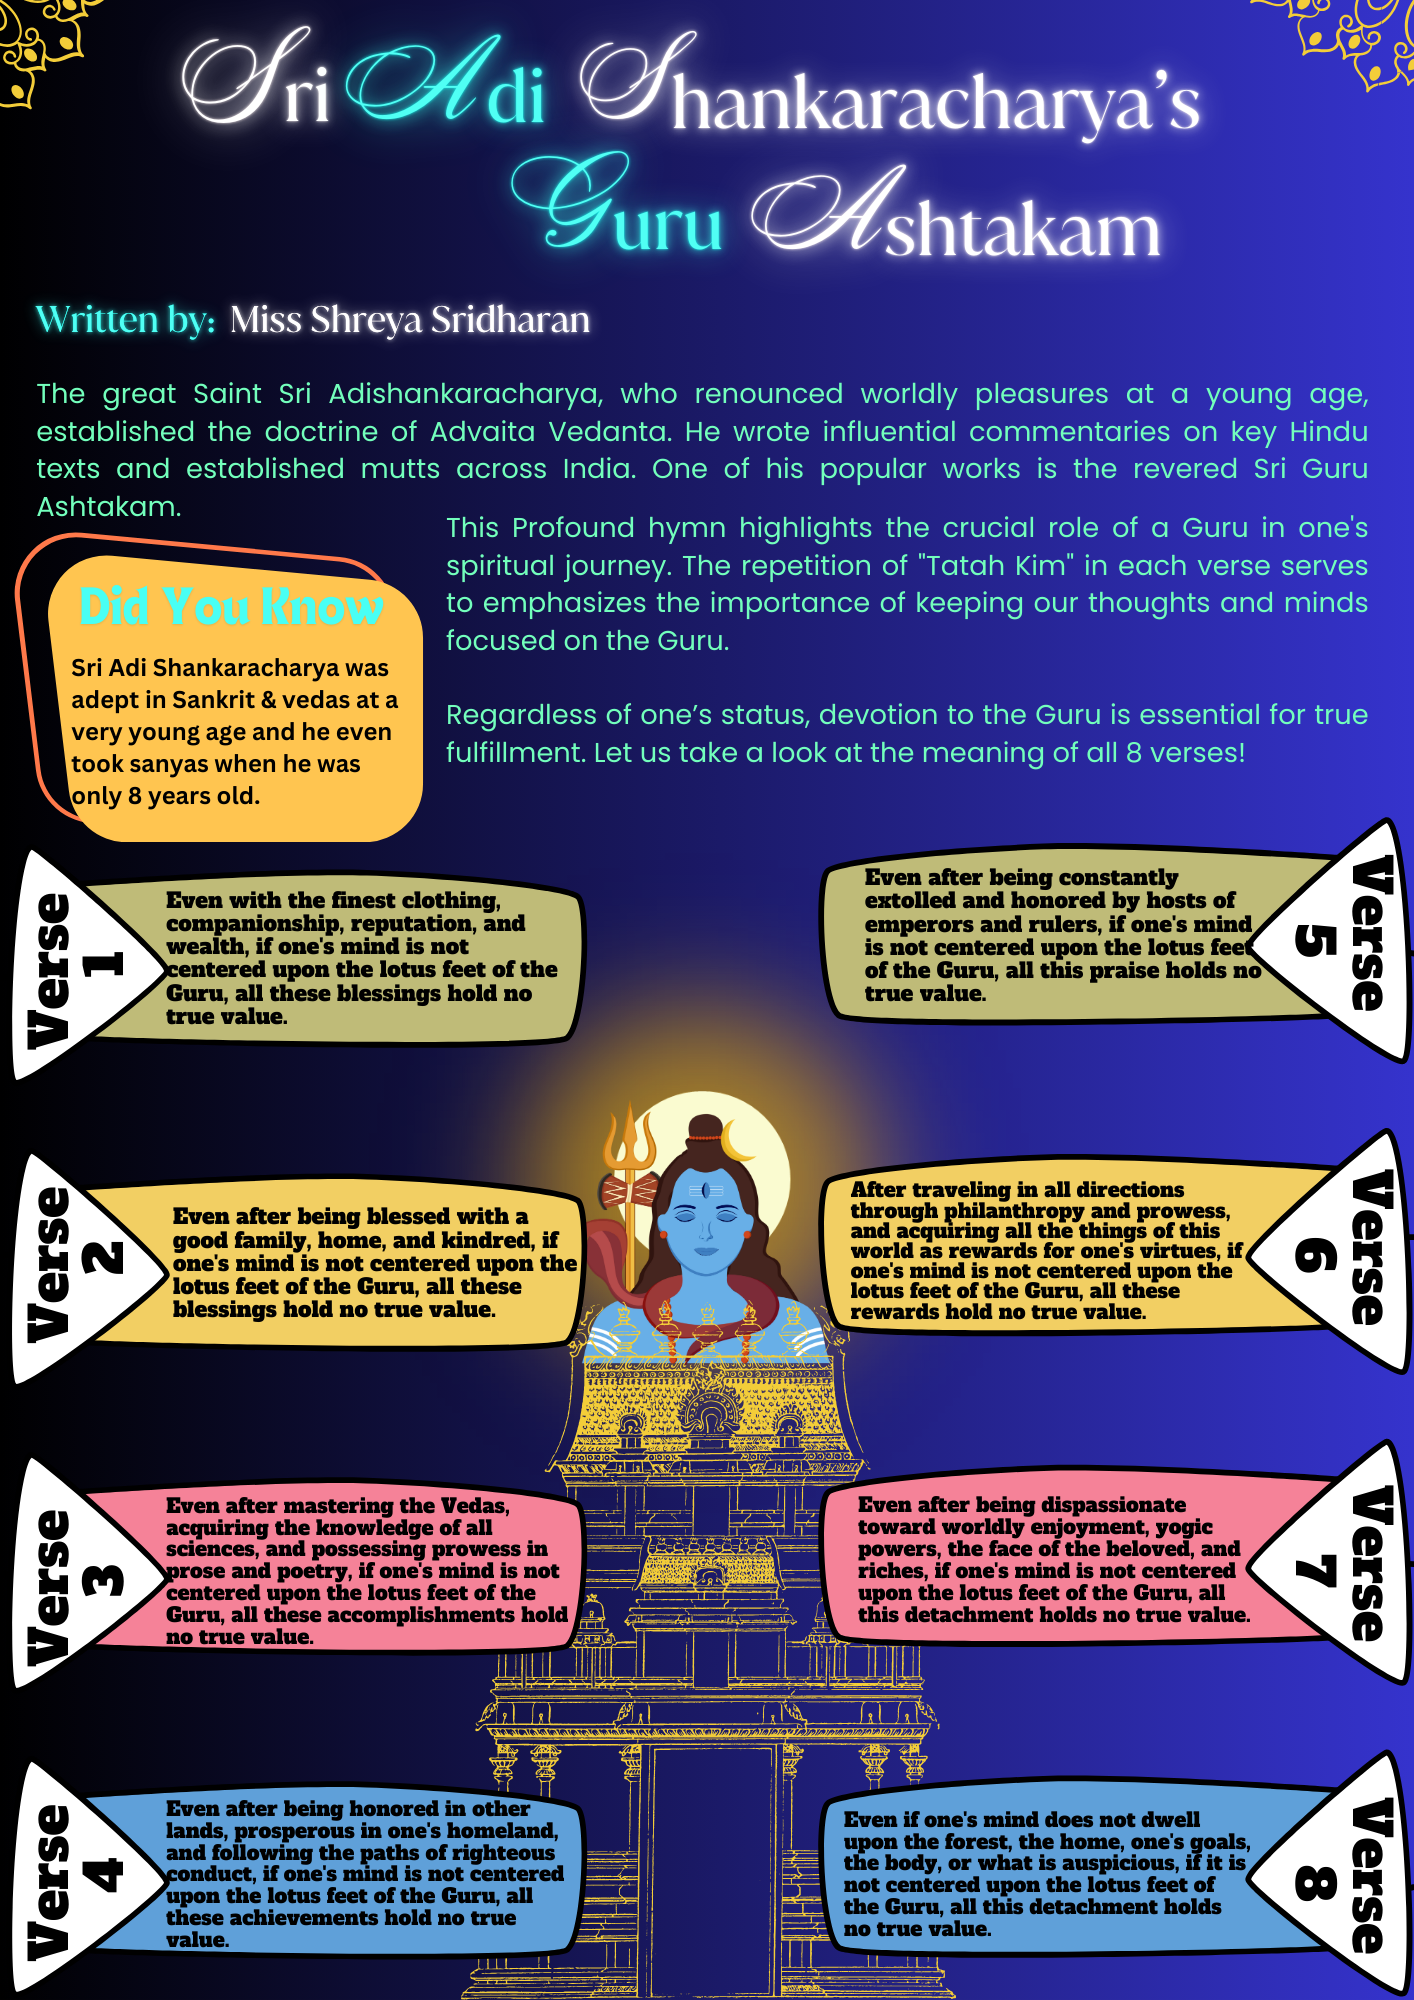 Sri Adi Shankaracharya's
Guru Ashtakam
Written by: Miss Shreya Sridharan
The great Saint Sri Adishankaracharya, who renounced worldly pleasures at a young age,
established the doctrine of Advaita Vedanta. He wrote influential commentaries on key Hindu
texts and established mutts across India. One of his popular works is the revered Sri Guru
Ashtakam.
This Profound hymn highlights the crucial role of a Guru in one's
spiritual journey. The repetition of "Tatah Kim" in each verse serves
to emphasizes the importance of keeping our thoughts and minds
focused on the Guru.
Regardless of one’s status, devotion to the Guru is essential for true
fulfillment. Let us take a look at the meaning of all 8 verses!
Did You Know
Sri Adi Shankaracharya was
adept in Sankrit & vedas at a
very young age and he even
took sanyas when he was
only 8 years old.
Verse
1
Even with the finest clothing,
companionship, reputation, and
wealth, if one's mind is not
centered upon the lotus feet of the
Guru, all these blessings hold no
true value.
Verse
2
Even after being blessed with a
good family, home, and kindred, if
one's mind is not centered upon the
lotus feet of the Guru, all these
blessings hold no true value.
Verse
3
Even after mastering the Vedas,
acquiring the knowledge of all
sciences, and possessing prowess in
prose and poetry, if one's mind is not
centered upon the lotus feet of the
Guru, all these accomplishments hold
no true value.
Verse
4
Even after being honored in other
lands, prosperous in one's homeland,
and following the paths of righteous
conduct, if one's mind is not centered
upon the lotus feet of the Guru, all
these achievements hold no true
value.
Verse
5
Even after being constantly
extolled and honored by hosts of
emperors and rulers, if one's mind
is not centered upon the lotus feet
of the Guru, all this praise holds no
true value.
Verse
6
After traveling in all directions
through philanthropy and prowess,
and acquiring all the things of this
world as rewards for one's virtues, if
one's mind is not centered upon the
lotus feet of the Guru, all these
rewards hold no true value.
Verse
7
Even after being dispassionate
toward worldly enjoyment, yogic
powers, the face of the beloved, and
riches, if one's mind is not centered
upon the lotus feet of the Guru, all
this detachment holds no true value.
Verse
8
Even if one's mind does not dwell
upon the forest, the home, one's goals,
the body, or what is auspicious, if it is
not centered upon the lotus feet of
the Guru, all this detachment holds
no true value.